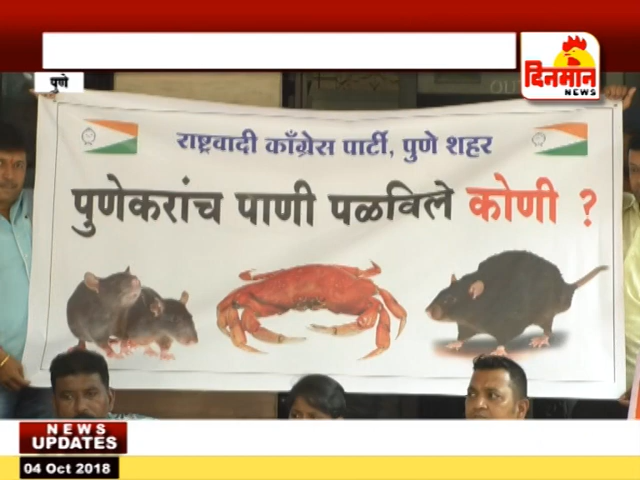 दिनमान
NEWS
पुणे
राष्ट्रवादी काँग्रेस पार्टी, पुणे शहर
पुणेकरांच पाणी पळविले कोणी ?
NEWS
UPDATES
04 Oct 2018